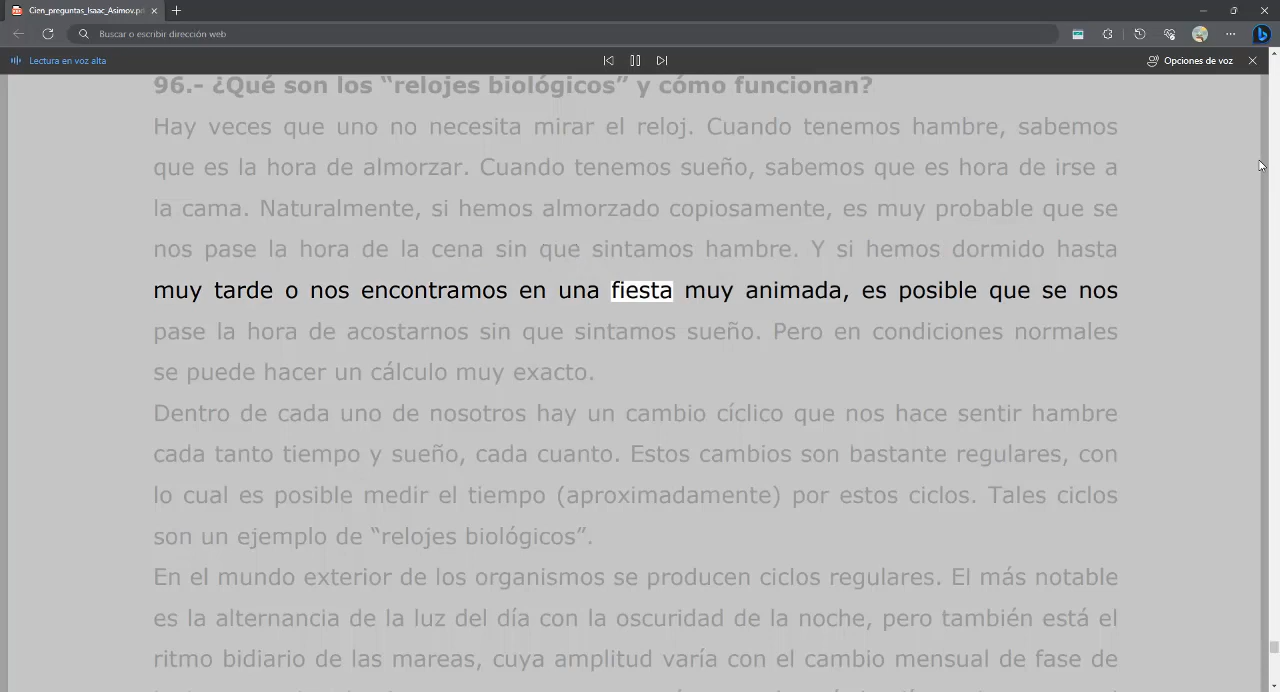 Cien_preguntas_Isaac_Asimov.pd
Buscar o escribir dirección web
Lectura en voz alta
Opciones de voz
96.- ¿Qué son los “relojes biológicos” y cómo funcionan?
Hay veces que uno no necesita mirar el reloj. Cuando tenemos hambre, sabemos
que es la hora de almorzar. Cuando tenemos sueño, sabemos que es hora de irse a
la cama. Naturalmente, si hemos almorzado copiosamente, es muy probable que se
nos pase la hora de la cena sin que sintamos hambre. Y si hemos dormido hasta
muy tarde o nos encontramos en una fiesta muy animada, es posible que se nos
pase la hora de acostarnos sin que sintamos sueño. Pero en condiciones normales
se puede hacer un cálculo muy exacto.
Dentro de cada uno de nosotros hay un cambio cíclico que nos hace sentir hambre
cada tanto tiempo y sueño, cada cuanto. Estos cambios son bastante regulares, con
lo cual es posible medir el tiempo (aproximadamente) por estos ciclos. Tales ciclos
son un ejemplo de “relojes biológicos”.
En el mundo exterior de los organismos se producen ciclos regulares. El más notable
es la alternancia de la luz del día con la oscuridad de la noche, pero también está el
ritmo bidiario de las mareas, cuya amplitud varía con el cambio mensual de fase de